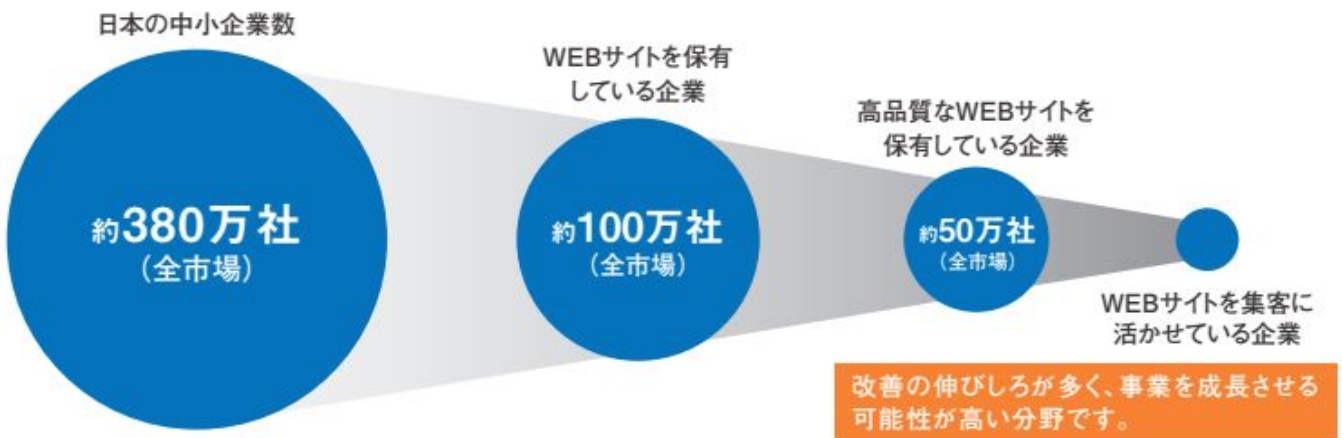 日本の中小企業数
約380万社
(全市場)
WEBサイトを保有
している企業
約100万社
(全市場)
高品質なWEBサイトを
保有している企業
約50万社
(全市場)
WEBサイトを集客に
活かせている企業
改善の伸びしろが多く、事業を成長させる
可能性が高い分野です。